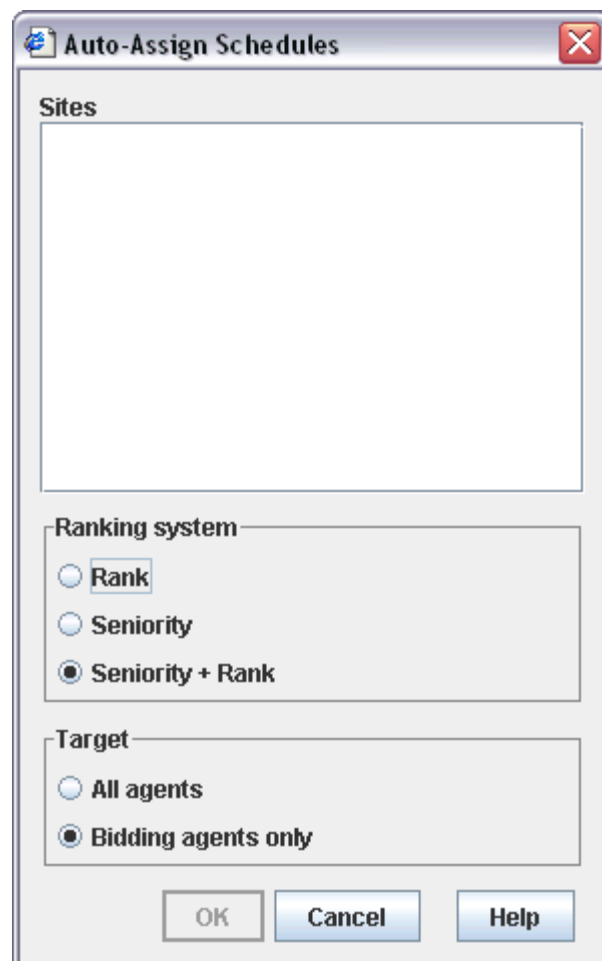 Auto-Assign Schedules
Sites
Ranking system
Rank
Seniority
Seniority + Rank
Target
All agents
Bidding agents only
OK Cancel Help